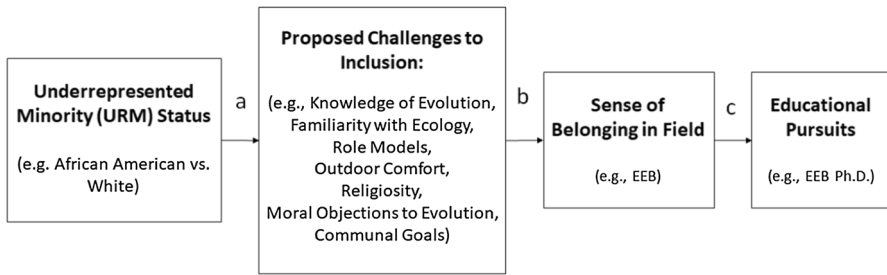 Underrepresented
Minority (URM) Status
(e.g. African American vs.
White)
a
Proposed Challenges to
Inclusion:
(e.g., Knowledge of Evolution,
Familiarity with Ecology,
Role Models,
Outdoor Comfort,
Religiosity,
Moral Objections to Evolution,
Communal Goals)
b
Sense of
Belonging in Field
(e.g., EEB)
c
Educational
Pursuits
(e.g., EEB Ph.D.)